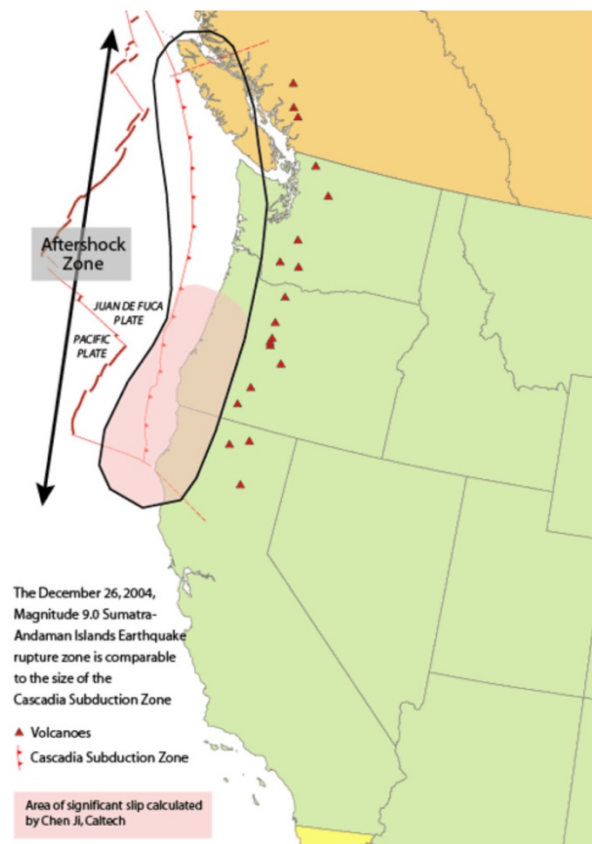 Aftershock
Zone
JUAN DE FUCA
PLATE
PACIFIC
PLATE
The December 26, 2004,
Magnitude 9.0 Sumatra-
Andaman Islands Earthquake
rupture zone is comparable
to the size of the
Cascadia Subduction Zone
Volcanoes
Cascadia Subduction Zone
Area of significant slip calculated
by Chen Ji, Caltech